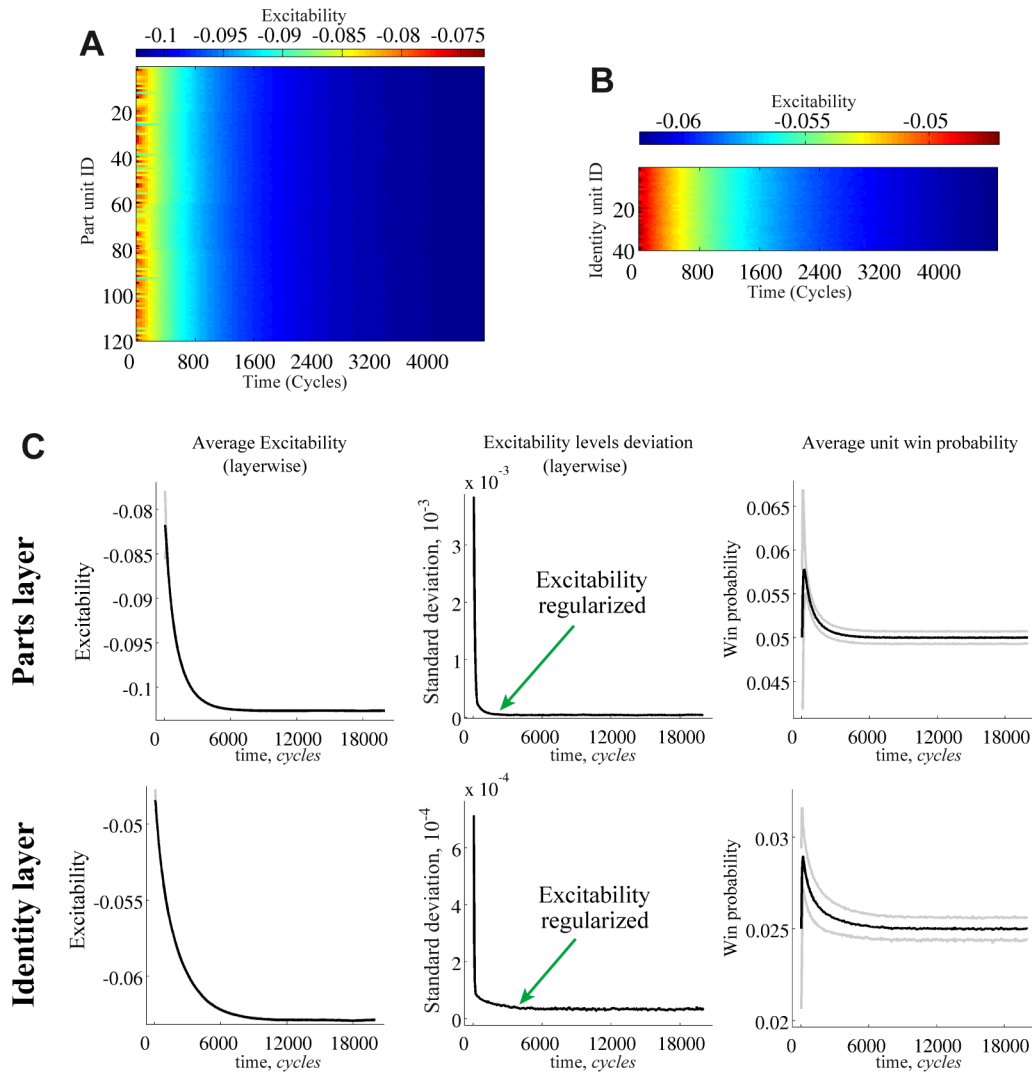 A
Excitability
-0.1 -0.095 -0.09 -0.085 -0.08 -0.075
Part unit ID
20
40
60
80
100
120
0 800 1600 2400 3200 4000
Time (Cycles)
B
Excitability
-0.06 -0.055 -0.05
Identity unit ID
20
40
0 800 1600 2400 3200 4000
Time (Cycles)
C
Parts layer
Average Excitability
(layerwise)
Excitability
-0.08
-0.085
-0.09
-0.095
-0.1
0 6000 12000 18000
time, cycles
Excitability levels deviation
(layerwise)
x 10-3
Standard deviation, 10-3
3
2
1
0
Excitability
regularized
0 6000 12000 18000
time, cycles
Average unit win probability
Win probability
0.065
0.06
0.055
0.05
0.045
0 6000 12000 18000
time, cycles
Identity layer
Excitability
-0.05
-0.055
-0.06
0 6000 12000 18000
time, cycles
x 10-4
Standard deviation, 10-4
6
4
2
0
Excitability
regularized
0 6000 12000 18000
time, cycles
Win probability
0.03
0.025
0.02
0 6000 12000 18000
time, cycles